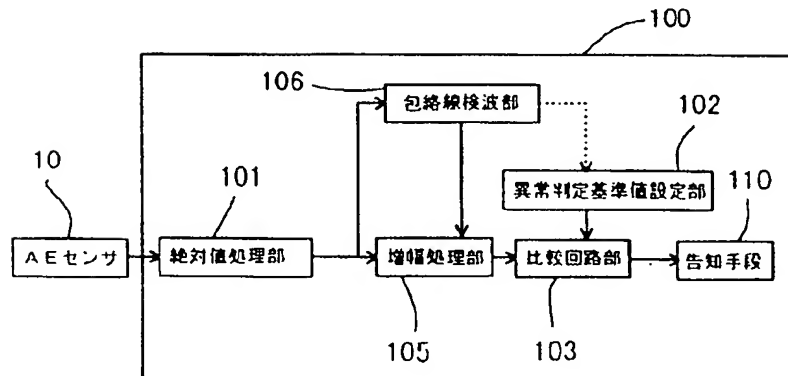 100
106
包絡線検波部
102
10
101
異常判定基準値設定部
110
AEセンサ
絶対値処理部
増幅処理部
比較回路部
告知手段
105
103